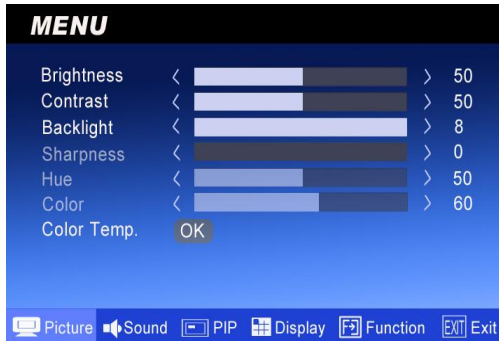 MENU
Brightness 50
Contrast 50
Backlight 8
Sharpness 0
Hue 50
Color 60
Color Temp. OK
Picture Sound PIP Display Function EXIT Exit